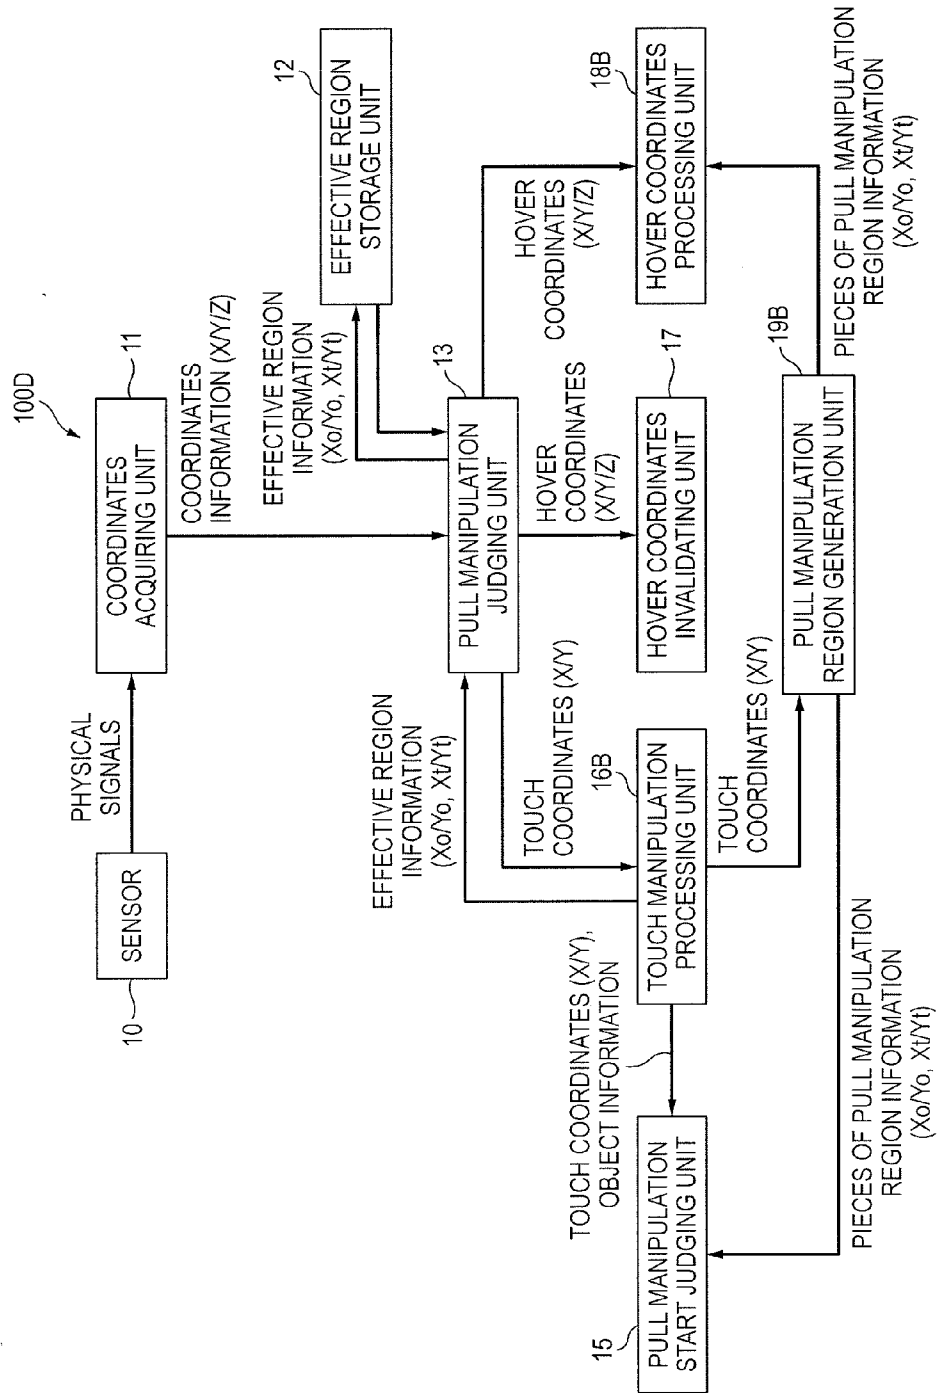 100D
SENSOR
10
PHYSICAL
SIGNALS
COORDINATES
ACQUIRING UNIT
11
COORDINATES
INFORMATION (X/Y/Z)
EFFECTIVE REGION
STORAGE UNIT
12
EFFECTIVE REGION
INFORMATION
(Xo/Yo, Xt/Yt)
PULL MANIPULATION
JUDGING UNIT
13
EFFECTIVE REGION
INFORMATION
(Xo/Yo, Xt/Yt)
TOUCH
COORDINATES (X/Y)
HOVER
COORDINATES
(X/Y/Z)
HOVER
COORDINATES
(X/Y/Z)
PULL MANIPULATION
START JUDGING UNIT
15
TOUCH COORDINATES (X/Y),
OBJECT INFORMATION
TOUCH MANIPULATION
PROCESSING UNIT
16B
HOVER COORDINATES
INVALIDATING UNIT
17
HOVER COORDINATES
PROCESSING UNIT
18B
TOUCH
COORDINATES (X/Y)
PULL MANIPULATION
REGION GENERATION UNIT
19B
PIECES OF PULL MANIPULATION
REGION INFORMATION
(Xo/Yo, Xt/Yt)
PIECES OF PULL MANIPULATION
REGION INFORMATION
(Xo/Yo, Xt/Yt)